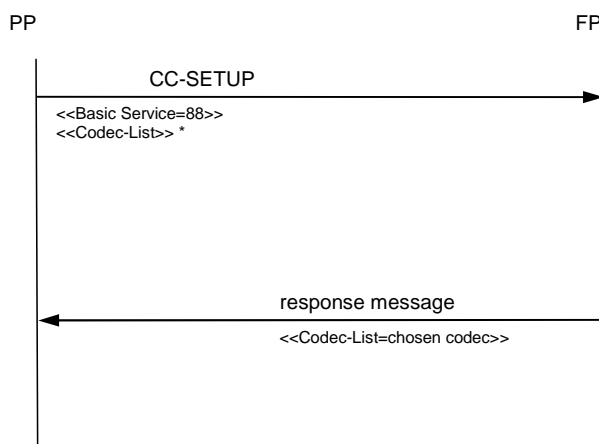 PP
FP
CC-SETUP
<<Basic Service=88>>
<<Codec-List>> *
response message
<<Codec-List=chosen codec>>